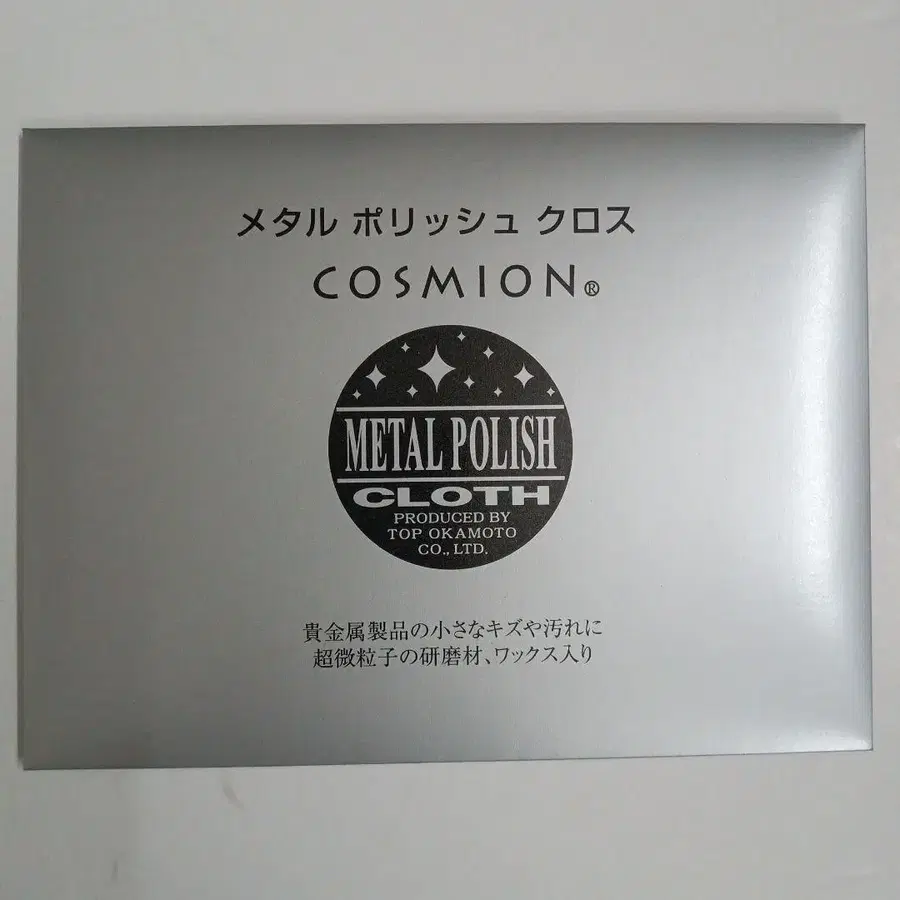 メタル ポリッシュ クロス
COSMION®
METAL POLISH
CLOTH
PRODUCED BY
TOP OKAMOTO
CO., LTD.
貴金属製品の小さなキズや汚れに
超微粒子の研磨材、ワックス入り